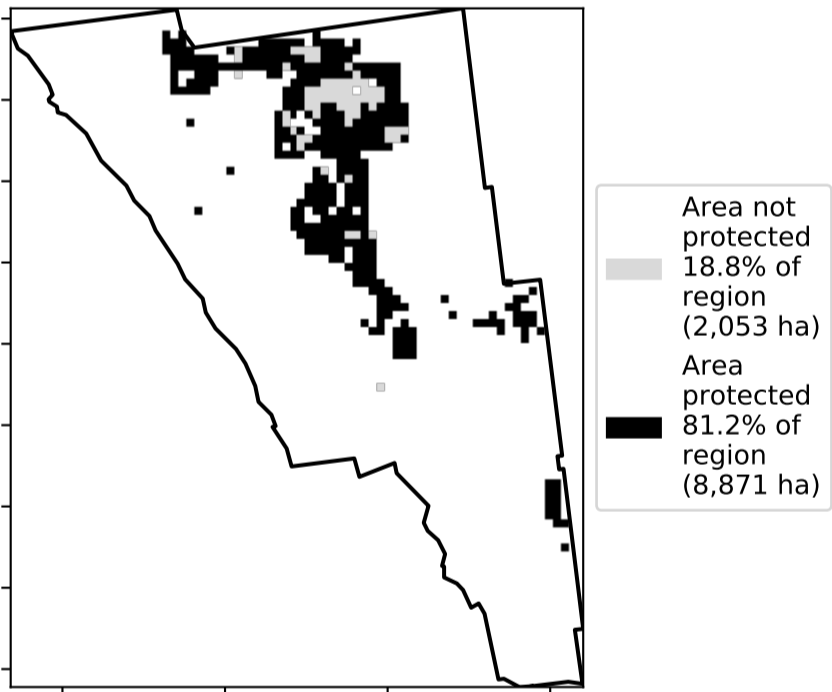 Area not
protected
18.8% of
region
(2,053 ha)
Area
protected
81.2% of
region
(8,871 ha)